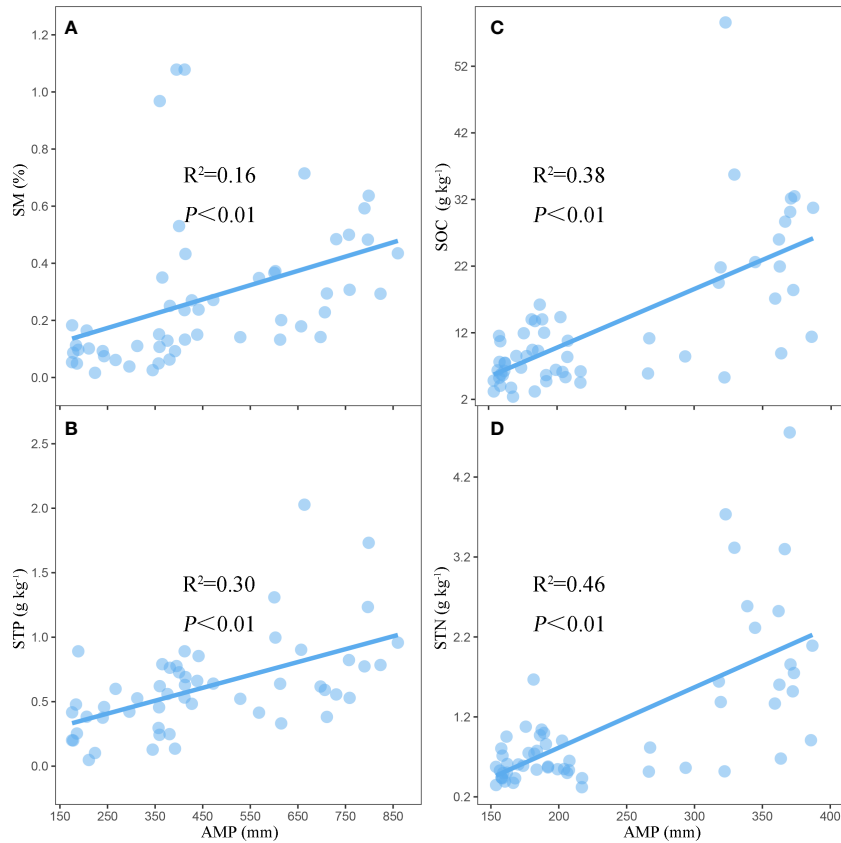 A
1.2
1.0
0.8
0.6
0.4
0.2
0.0
SM (%)
R²=0.16
P<0.01
C
52
42
32
22
12
2
SOC (g kg⁻¹)
R²=0.38
P<0.01
B
2.5
2.0
1.5
1.0
0.5
0.0
STP (g kg⁻¹)
R²=0.30
P<0.01
150 250 350 450 550 650 750 850
AMP (mm)
D
4.2
3.2
2.2
1.2
0.2
STN (g kg⁻¹)
R²=0.46
P<0.01
150 200 250 300 350 400
AMP (mm)